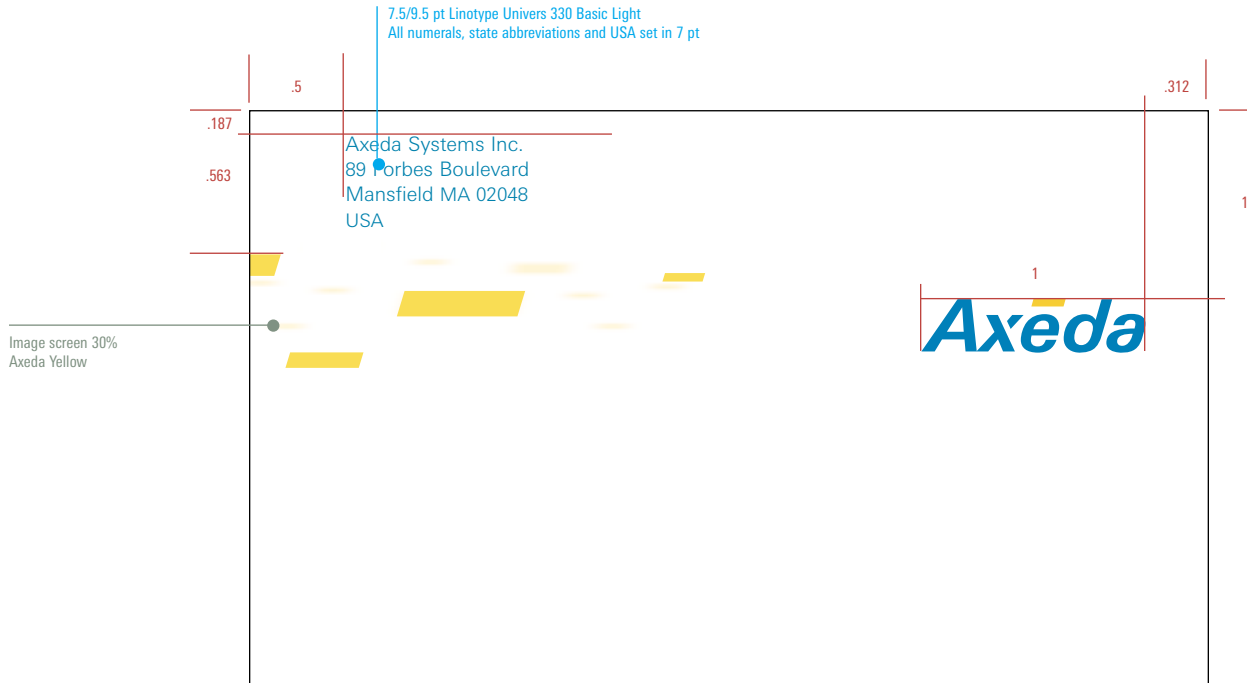 7.5/9.5 pt Linotype Univers 330 Basic Light
All numerals, state abbreviations and USA set in 7 pt
.5
.312
.187
.563
Axeda Systems Inc.
89 Forbes Boulevard
Mansfield MA 02048
USA
1
1
Axeda
Image screen 30%
Axeda Yellow